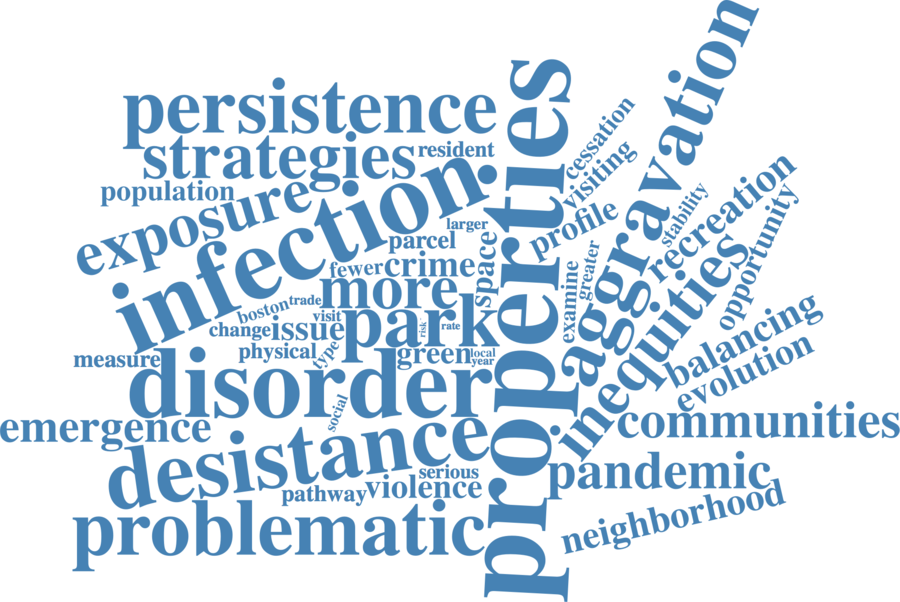 persistence
strategies
resident
population
exposure
infection
larger
parcel
fewer
crime
space
more
boston
trade
visit
change
issue
park
risk
rate
measure
physical
type
green
local
year
disorder
social
emergence
desistance
serious
pathway
violence
problematic
properties
cessation
visiting
profile
aggravation
stability
recreation
greater
examine
inequities
opportunity
balancing
evolution
communities
pandemic
neighborhood